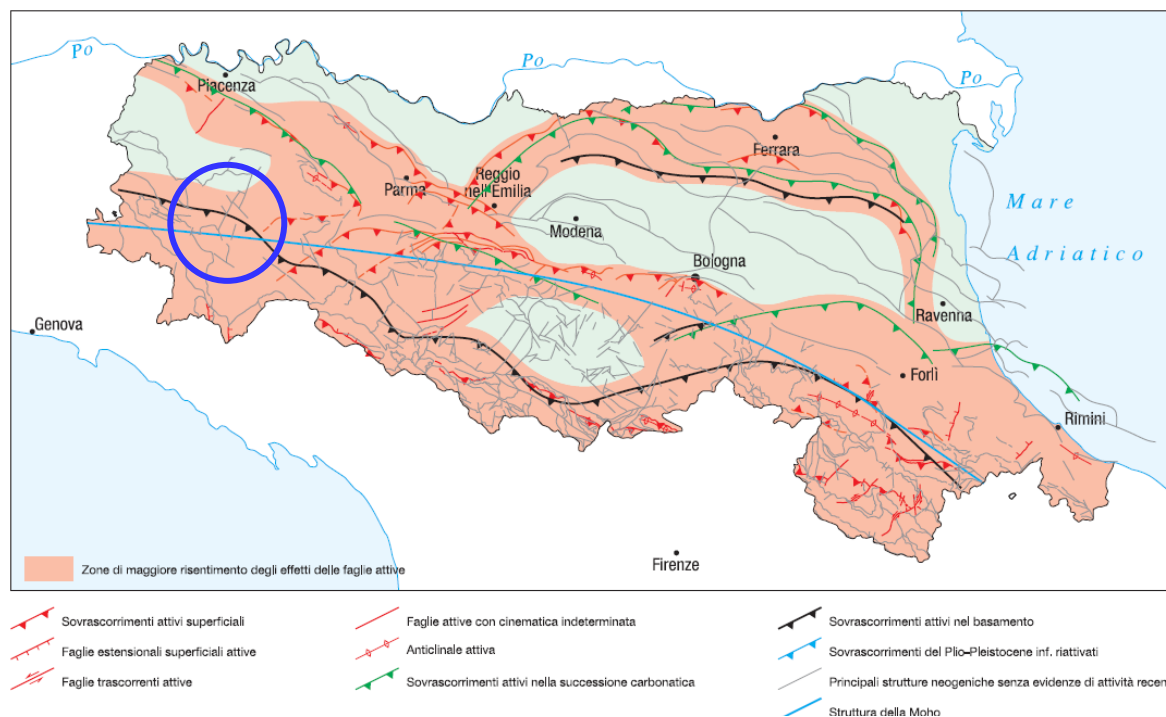 Po
Po
Po
Piacenza
Ferrara
Parma
Reggio
nell'Emilia
Modena
Mare
Adriatico
Bologna
Ravenna
Genova
Forlì
Rimini
Firenze
Zone di maggiore risentimento degli effetti delle faglie attive
Sovrascorrimenti attivi superficiali
Faglie attive con cinematica indeterminata
Sovrascorrimenti attivi nel basamento
Faglie estensionali superficiali attive
Anticlinale attiva
Sovrascorrimenti del Plio-Pleistocene inf. riattivati
Faglie trascorrenti attive
Sovrascorrimenti attivi nella successione carbonatica
Principali strutture neogeniche senza evidenze di attività recen
Struttura della Moho